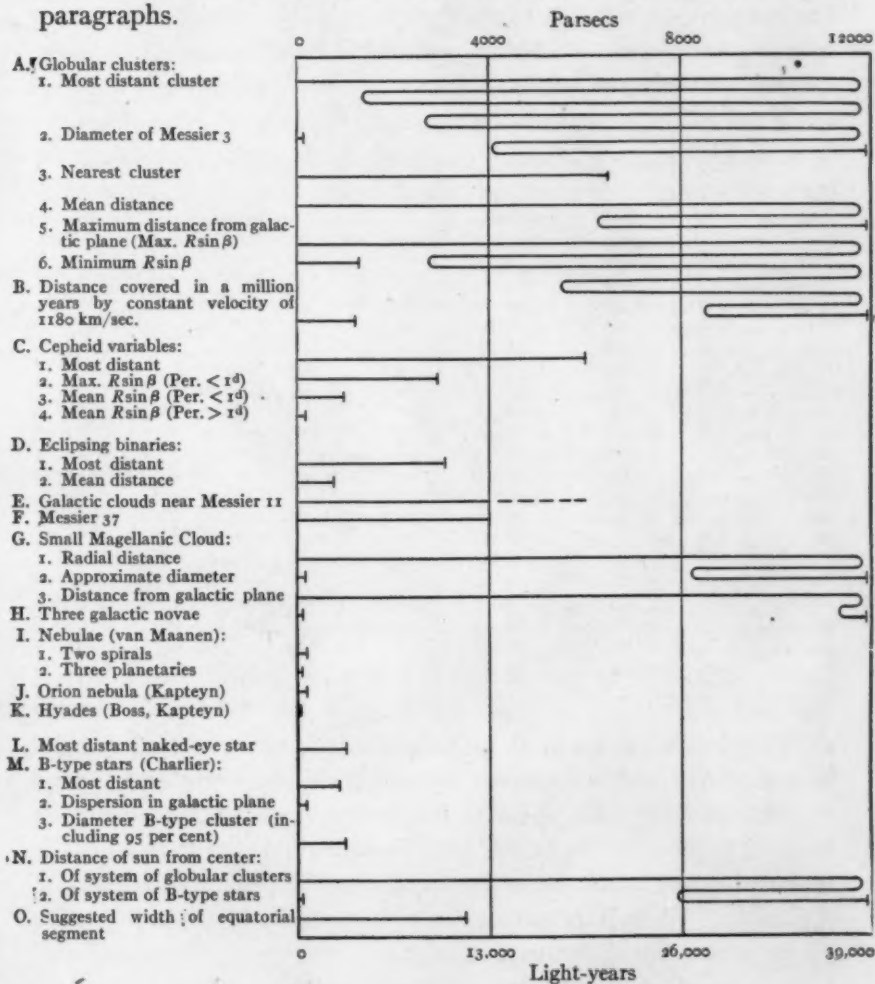 paragraphs.
Parsecs
0 4000 8000 12000
A. Globular clusters:
1. Most distant cluster
2. Diameter of Messier 3
3. Nearest cluster
4. Mean distance
5. Maximum distance from galac-
tic plane (Max. R sin β)
6. Minimum R sin β
B. Distance covered in a million
years by constant velocity of
1180 km/sec.
C. Cepheid variables:
1. Most distant
2. Max. R sin β (Per. < 1ᵈ)
3. Mean R sin β (Per. < 1ᵈ)
4. Mean R sin β (Per. > 1ᵈ)
D. Eclipsing binaries:
1. Most distant
2. Mean distance
E. Galactic clouds near Messier 11
F. Messier 37
G. Small Magellanic Cloud:
1. Radial distance
2. Approximate diameter
3. Distance from galactic plane
H. Three galactic novae
I. Nebulae (van Maanen):
1. Two spirals
2. Three planetaries
J. Orion nebula (Kapteyn)
K. Hyades (Boss, Kapteyn)
L. Most distant naked-eye star
M. B-type stars (Charlier):
1. Most distant
2. Dispersion in galactic plane
3. Diameter B-type cluster (in-
cluding 95 per cent)
N. Distance of sun from center:
1. Of system of globular clusters
2. Of system of B-type stars
O. Suggested width of equatorial
segment
0 13,000 26,000 39,000
Light-years